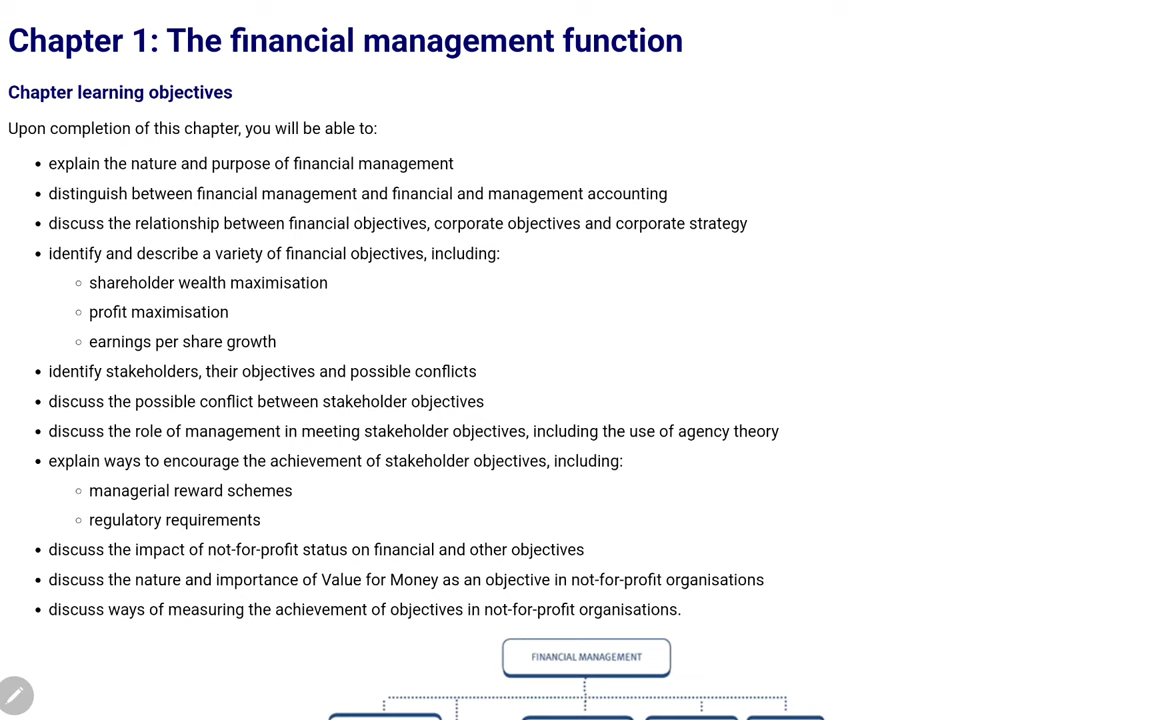 Chapter 1: The financial management function
Chapter learning objectives
Upon completion of this chapter, you will be able to:
• explain the nature and purpose of financial management
• distinguish between financial management and financial and management accounting
• discuss the relationship between financial objectives, corporate objectives and corporate strategy
• identify and describe a variety of financial objectives, including:
○ shareholder wealth maximisation
○ profit maximisation
○ earnings per share growth
• identify stakeholders, their objectives and possible conflicts
• discuss the possible conflict between stakeholder objectives
• discuss the role of management in meeting stakeholder objectives, including the use of agency theory
• explain ways to encourage the achievement of stakeholder objectives, including:
○ managerial reward schemes
○ regulatory requirements
• discuss the impact of not-for-profit status on financial and other objectives
• discuss the nature and importance of Value for Money as an objective in not-for-profit organisations
• discuss ways of measuring the achievement of objectives in not-for-profit organisations.
FINANCIAL MANAGEMENT